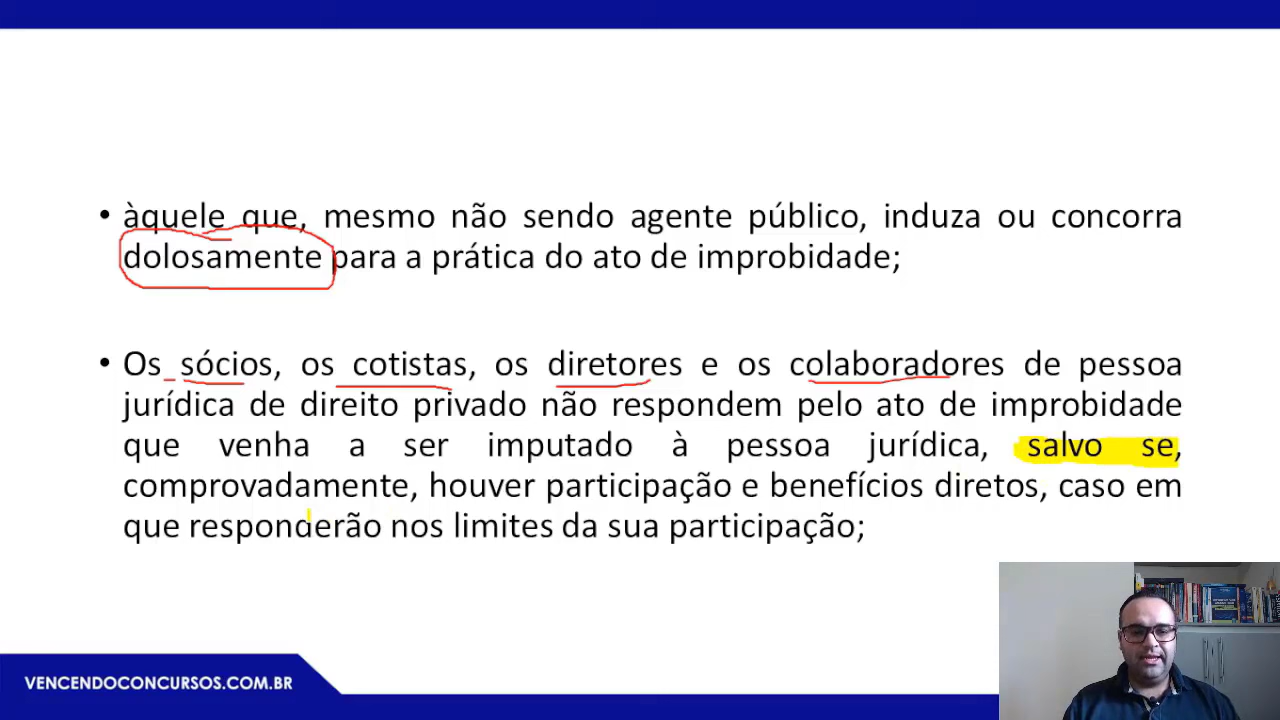 • àquele que, mesmo não sendo agente público, induza ou concorra
dolosamente para a prática do ato de improbidade;
• Os sócios, os cotistas, os diretores e os colaboradores de pessoa
jurídica de direito privado não respondem pelo ato de improbidade
que venha a ser imputado à pessoa jurídica, salvo se,
comprovadamente, houver participação e benefícios diretos, caso em
que responderão nos limites da sua participação;
VENCENDOCONCURSOS.COM.BR